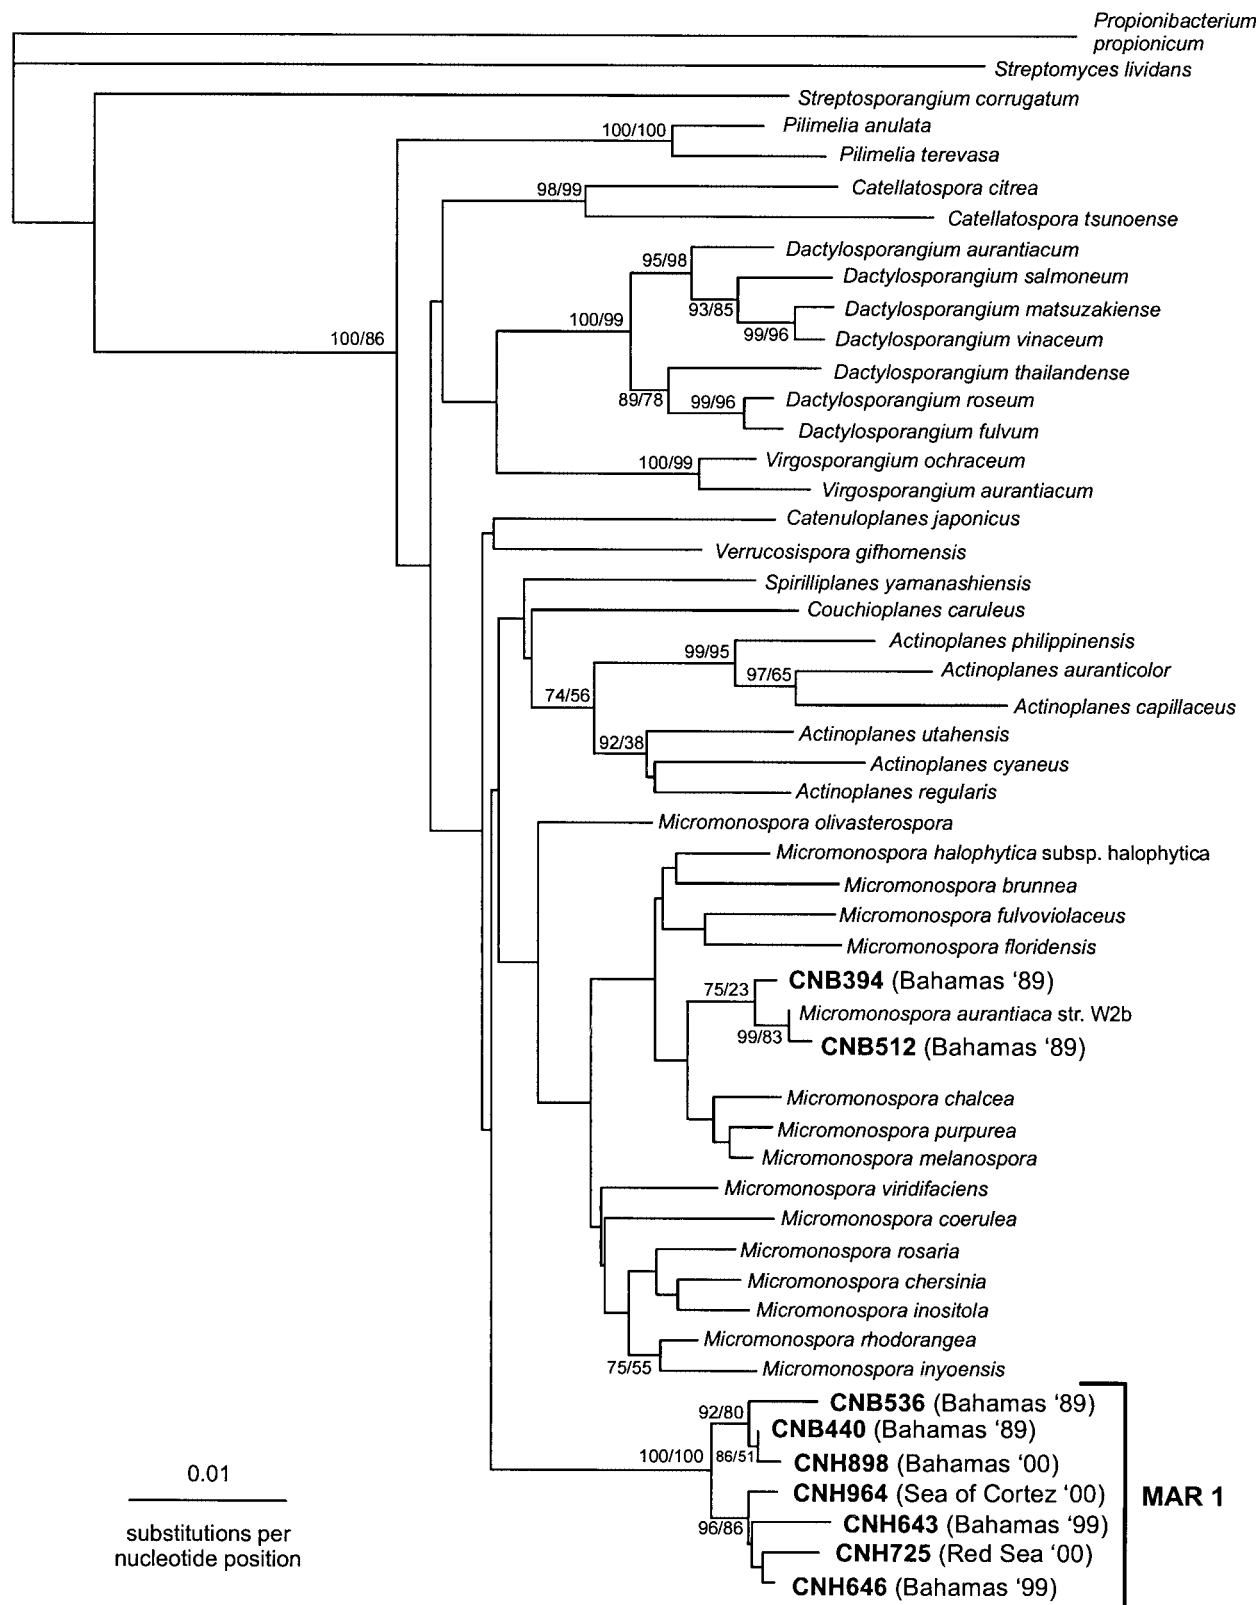 Propionibacterium
propionicum
Streptomyces lividans
Streptosporangium corrugatum
100/100
Pilimelia anulata
Pilimelia terevasa
98/99
Catellatospora citrea
Catellatospora tsunoense
Dactylosporangium aurantiacum
95/98
Dactylosporangium salmoneum
93/85
Dactylosporangium matsuzakiense
100/99
99/96
Dactylosporangium vinaceum
100/86
Dactylosporangium thailandense
89/78
99/96
Dactylosporangium roseum
Dactylosporangium fulvum
100/99
Virgosporangium ochraceum
Virgosporangium aurantiacum
Catenuloplanes japonicus
Verrucosispora gifhornensis
Spirilliplanes yamanashiensis
Couchioplanes caruleus
Actinoplanes philippinensis
99/95
97/65
Actinoplanes auranticolor
74/56
Actinoplanes capillaceus
Actinoplanes utahensis
92/38
Actinoplanes cyaneus
Actinoplanes regularis
Micromonospora olivasterospora
Micromonospora halophytica subsp. halophytica
Micromonospora brunnea
Micromonospora fulvoviolaceus
Micromonospora floridensis
CNB394 (Bahamas ‘89)
75/23
Micromonospora aurantiaca str. W2b
99/83
CNB512 (Bahamas ‘89)
Micromonospora chalcea
Micromonospora purpurea
Micromonospora melanospora
Micromonospora viridifaciens
Micromonospora coerulea
Micromonospora rosaria
Micromonospora chersinia
Micromonospora inositola
Micromonospora rhodorangea
75/55
Micromonospora inyoensis
CNB536 (Bahamas ‘89)
92/80
CNB440 (Bahamas ‘89)
100/100
86/51
CNH898 (Bahamas ‘00)
CNH964 (Sea of Cortez ‘00)
MAR 1
96/86
CNH643 (Bahamas ‘99)
CNH725 (Red Sea ‘00)
CNH646 (Bahamas ‘99)
0.01
substitutions per
nucleotide position